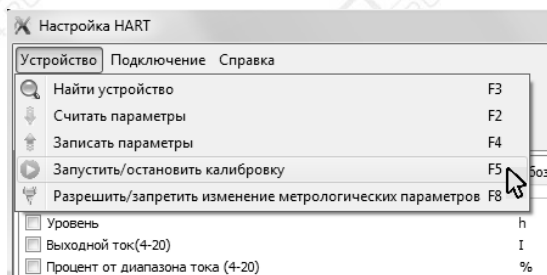 Настройка HART
Устройство Подключение Справка
Найти устройство F3
Считать параметры F2
Записать параметры F4
Запустить/остановить калибровку F5
Разрешить/запретить изменение метрологических параметров F8
Уровень h
Выходной ток(4-20) I
Процент от диапазона тока (4-20) %